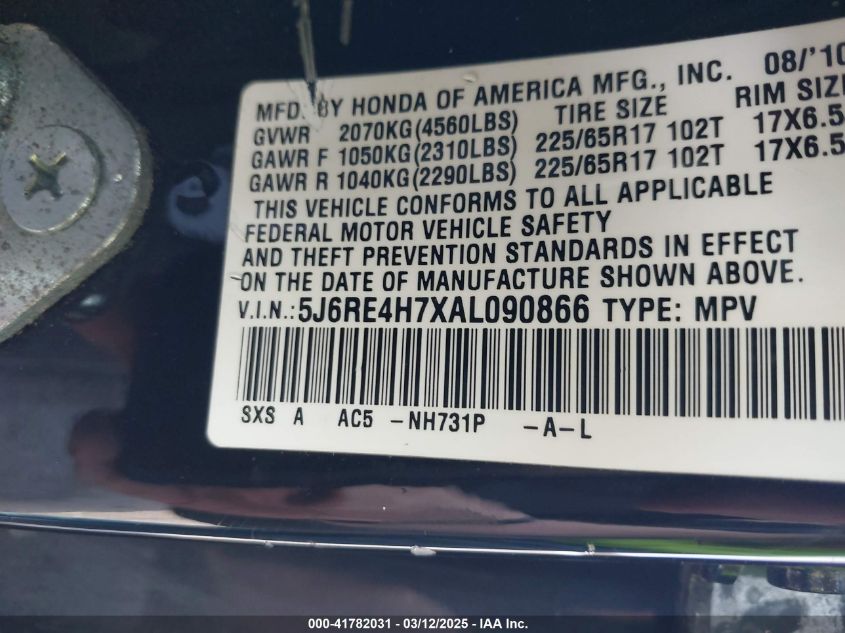 MFD. BY HONDA OF AMERICA MFG., INC. 08/'10
GVWR 2070KG(4560LBS) TIRE SIZE RIM SIZE
GAWR F 1050KG(2310LBS) 225/65R17 102T 17X6.5
GAWR R 1040KG(2290LBS) 225/65R17 102T 17X6.5
THIS VEHICLE CONFORMS TO ALL APPLICABLE
FEDERAL MOTOR VEHICLE SAFETY
AND THEFT PREVENTION STANDARDS IN EFFECT
ON THE DATE OF MANUFACTURE SHOWN ABOVE.
V.I.N.:5J6RE4H7XAL090866 TYPE: MPV
SXS A AC5 -NH731P -A-L
000-41782031 - 03/12/2025 - IAA Inc.